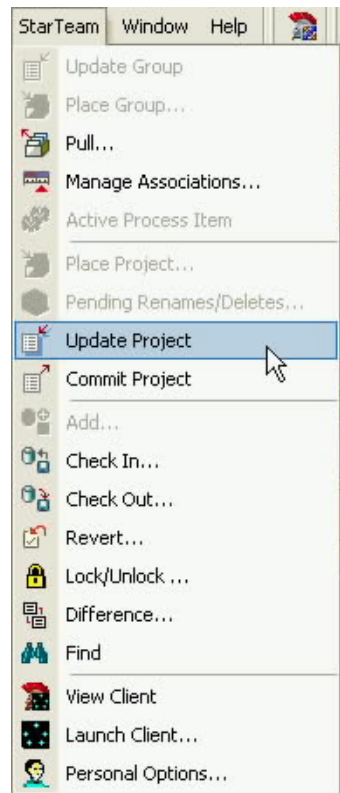 StarTeam Window Help
Update Group
Place Group...
Pull...
Manage Associations...
Active Process Item
Place Project...
Pending Renames/Deletes...
Update Project
Commit Project
Add...
Check In...
Check Out...
Revert...
Lock/Unlock ...
Difference...
Find
View Client
Launch Client...
Personal Options...